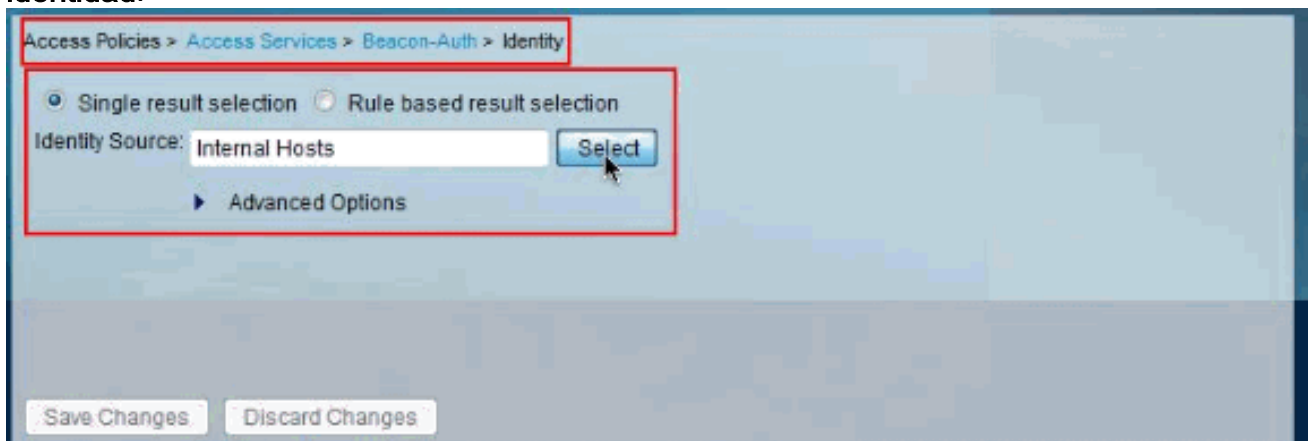 identidad.
Access Policies > Access Services > Beacon-Auth > Identity
Single result selection Rule based result selection
Identity Source: Internal Hosts Select
Advanced Options
Save Changes Discard Changes